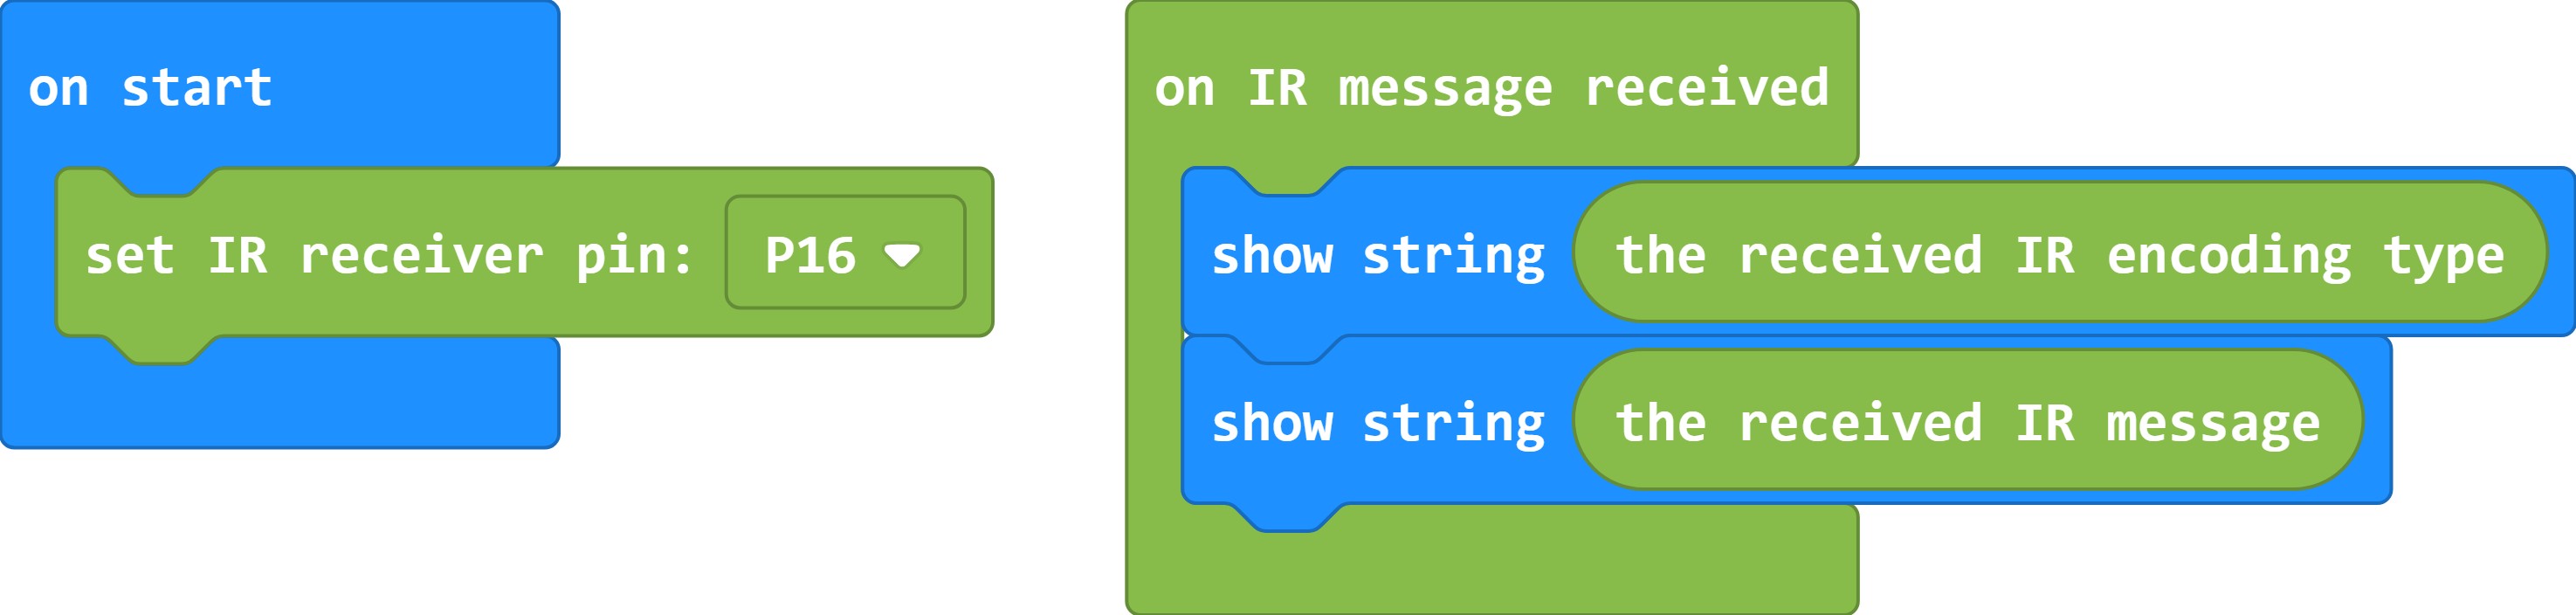 on start
set IR receiver pin: P16
on IR message received
show string the received IR encoding type
show string the received IR message